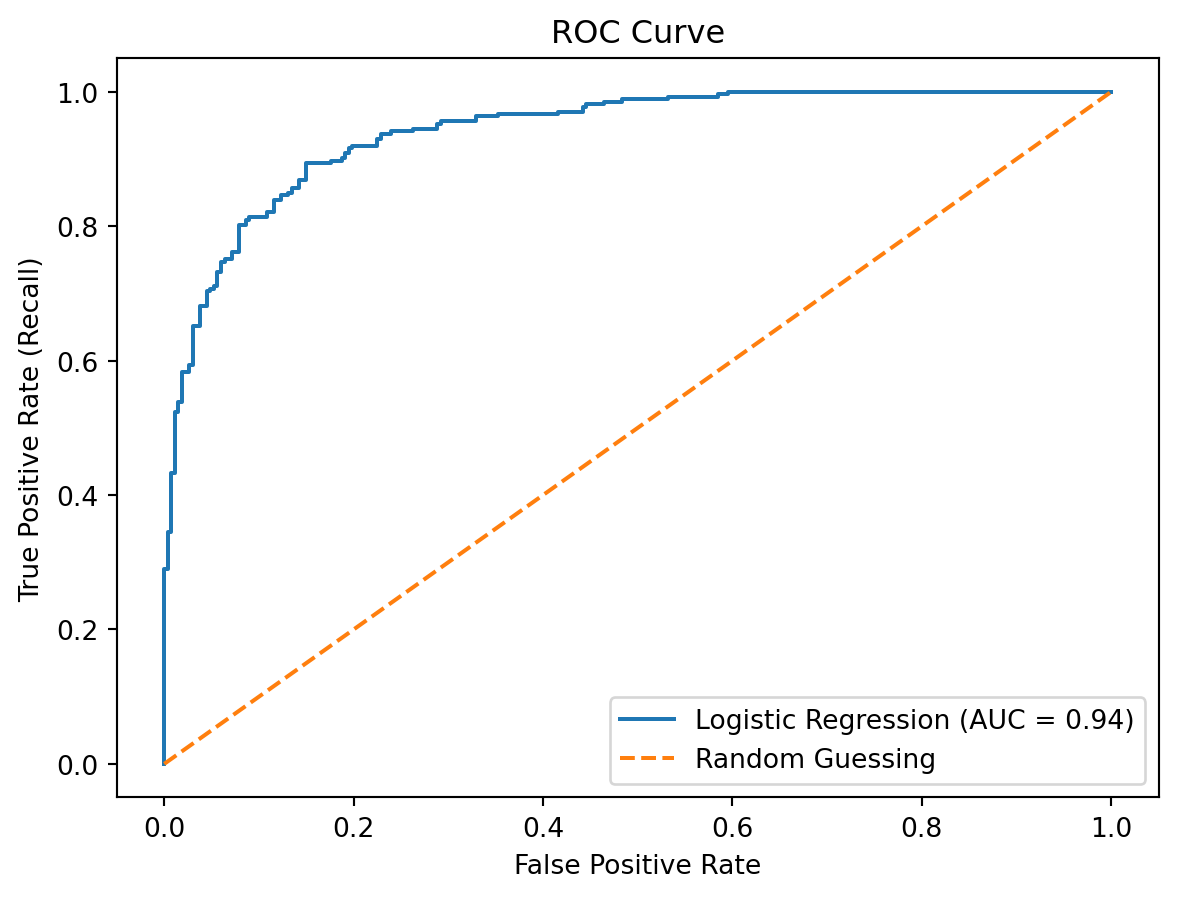 ROC Curve
True Positive Rate (Recall)
1.0
0.8
0.6
0.4
0.2
0.0
Logistic Regression (AUC = 0.94)
Random Guessing
0.0 0.2 0.4 0.6 0.8 1.0
False Positive Rate